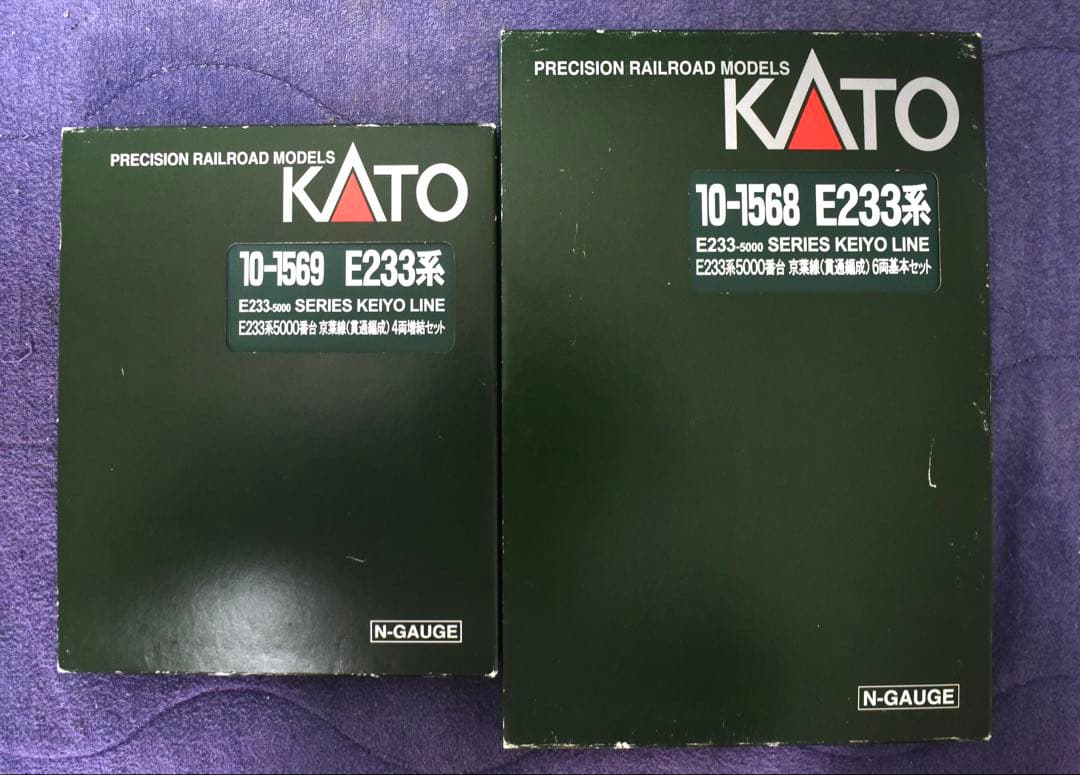 PRECISION RAILROAD MODELS
KATO
10-1569 E233系
E233-5000 SERIES KEIYO LINE
E233系5000番台 京葉線(貫通編成) 4両増結セット
N-GAUGE
PRECISION RAILROAD MODELS
KATO
10-1568 E233系
E233-5000 SERIES KEIYO LINE
E233系5000番台 京葉線(貫通編成) 6両基本セット
N-GAUGE